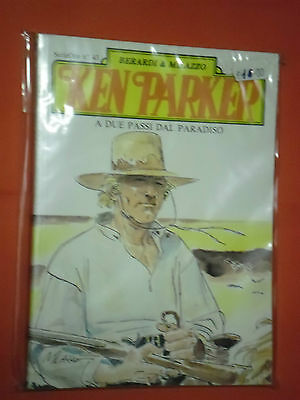 BERARDI & MILAZZO
KEN PARKER
A DUE PASSI DAL PARADISO